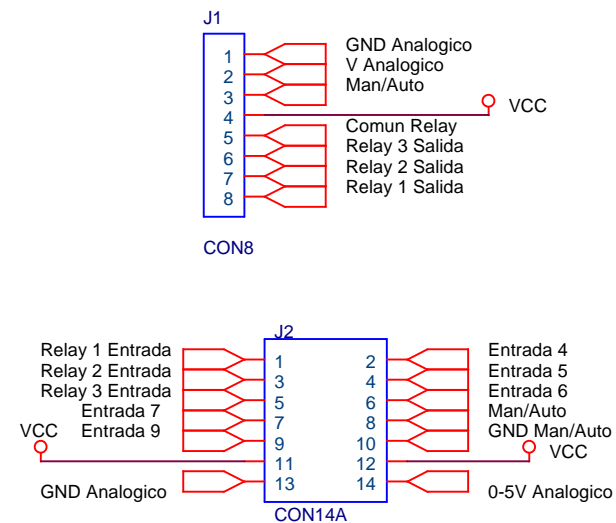 J1
1 GND Analogico
2 V Analogico
3 Man/Auto
4 VCC
5 Comun Relay
6 Relay 3 Salida
7 Relay 2 Salida
8 Relay 1 Salida
CON8
J2
Relay 1 Entrada 1 2 Entrada 4
Relay 2 Entrada 3 4 Entrada 5
Relay 3 Entrada 5 6 Entrada 6
Entrada 7 7 8 Man/Auto
Entrada 9 9 10 GND Man/Auto
VCC 11 12 VCC
GND Analogico 13 14 0-5V Analogico
CON14A